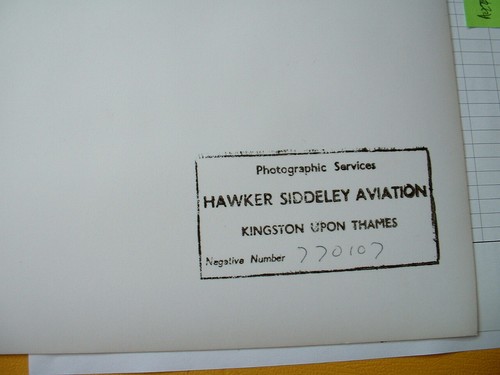 Photographic Services
HAWKER SIDDELEY AVIATION
KINGSTON UPON THAMES
Negative Number 770107